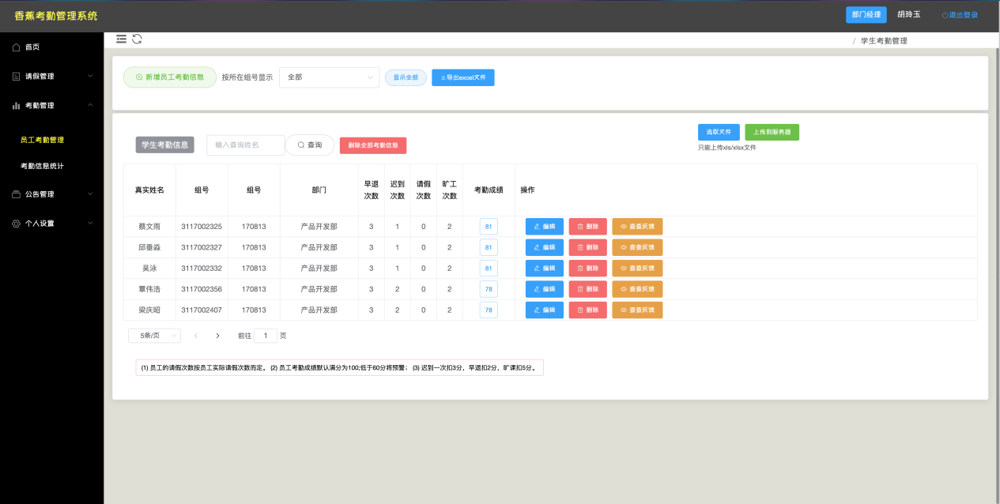 香蕉考勤管理系统
部门经理 胡玲玉 退出登录
首页
请假管理
考勤管理
员工考勤管理
考勤信息统计
公告管理
个人设置
/ 学生考勤管理
新增员工考勤信息 按所在组号显示 全部 显示全部 导出excel文件
选取文件 上传到服务器
只能上传xls/xlsx文件
学生考勤信息 输入查询姓名 查询 删除全部考勤信息
真实姓名 组号 组号 部门 早退次数 迟到次数 请假次数 旷工次数 考勤成绩 操作
蔡文雨 3117002325 170813 产品开发部 3 1 0 2 81 编辑 删除 查查反馈
邱垂淼 3117002327 170813 产品开发部 3 1 0 2 81 编辑 删除 查查反馈
吴泳 3117002332 170813 产品开发部 3 1 0 2 81 编辑 删除 查查反馈
覃伟浩 3117002356 170813 产品开发部 3 2 0 2 78 编辑 删除 查查反馈
梁庆昭 3117002407 170813 产品开发部 3 2 0 2 78 编辑 删除 查查反馈
5条/页 前往 1 页
(1) 员工的请假次数按员工实际请假次数而定。 (2) 员工考勤成绩默认满分为100;低于60分将预警； (3) 迟到一次扣3分，早退扣2分，旷课扣5分。